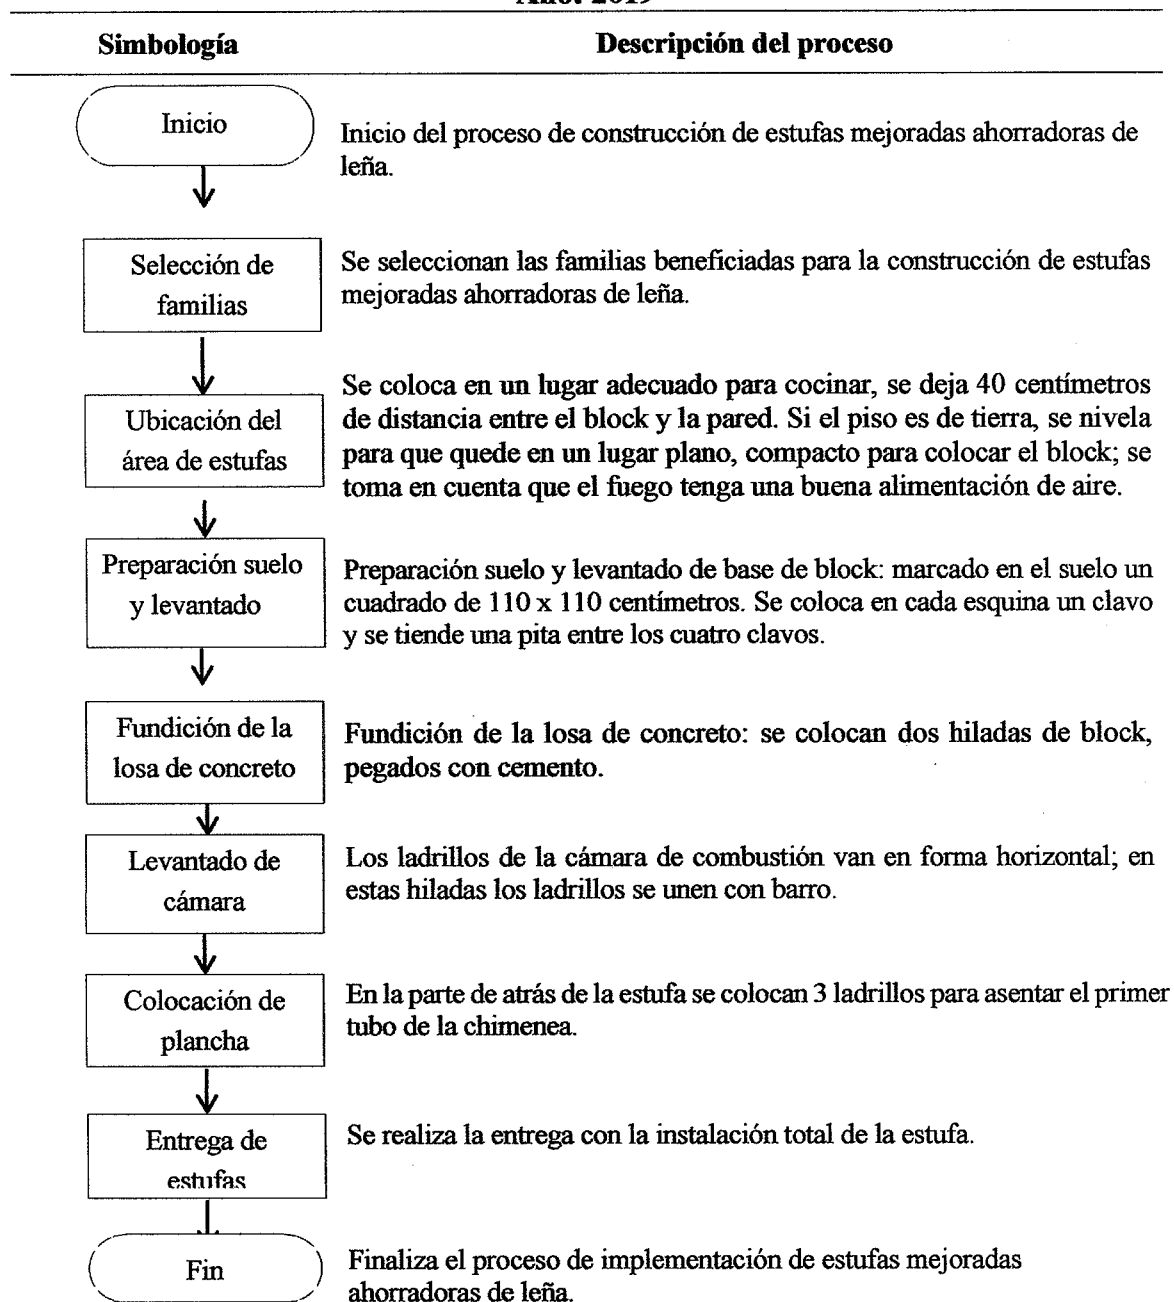 Simbología Descripción del proceso
Inicio
Inicio del proceso de construcción de estufas mejoradas ahorradoras de
leña.
Selección de
familias
Se seleccionan las familias beneficiadas para la construcción de estufas
mejoradas ahorradoras de leña.
Ubicación del
área de estufas
Se coloca en un lugar adecuado para cocinar, se deja 40 centímetros
de distancia entre el block y la pared. Si el piso es de tierra, se nivela
para que quede en un lugar plano, compacto para colocar el block; se
toma en cuenta que el fuego tenga una buena alimentación de aire.
Preparación suelo
y levantado
Preparación suelo y levantado de base de block: marcado en el suelo un
cuadrado de 110 x 110 centímetros. Se coloca en cada esquina un clavo
y se tiende una pita entre los cuatro clavos.
Fundición de la
losa de concreto
Fundición de la losa de concreto: se colocan dos hiladas de block,
pegados con cemento.
Levantado de
cámara
Los ladrillos de la cámara de combustión van en forma horizontal; en
estas hiladas los ladrillos se unen con barro.
Colocación de
plancha
En la parte de atrás de la estufa se colocan 3 ladrillos para asentar el primer
tubo de la chimenea.
Entrega de
estufas
Se realiza la entrega con la instalación total de la estufa.
Fin
Finaliza el proceso de implementación de estufas mejoradas
ahorradoras de leña.